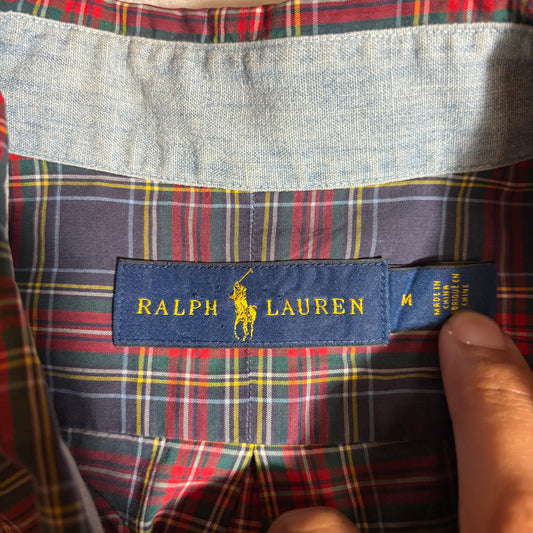 RALPH LAUREN
M
MADE IN
CHINA
FABRIQUÉ EN
CHINE